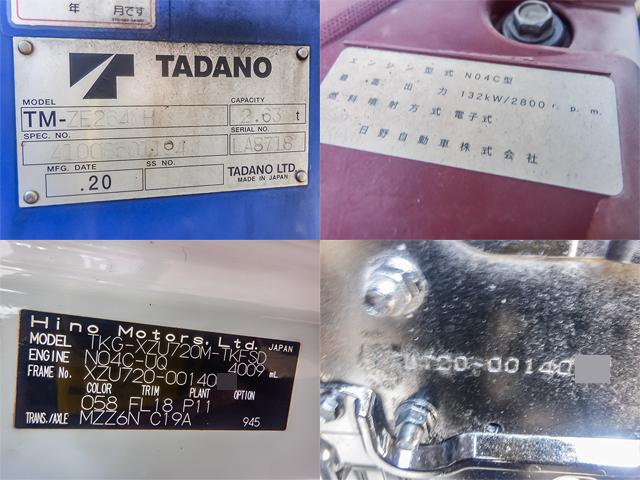 年 月です
TADANO
MODEL
CAPACITY
TM-ZE264MH
2.63 t
SPEC. NO.
SERIAL NO.
LA8718
MFG. DATE
SS NO.
.20
TADANO LTD.
MADE IN JAPAN
エンジン型式 N04C型
最高出力 132kW/2800 r.p.m.
燃料噴射方式 電子式
日野自動車株式会社
Hino Motors, Ltd. JAPAN
MODEL TKG-XZU720M-TKFSD
ENGINE N04C-UQ 4009 mL
FRAME No. XZU720-00140
COLOR TRIM PLANT OPTION
058 FL18 P11
TRANS./AXLE MZZ6N C19A 945
U720-00140